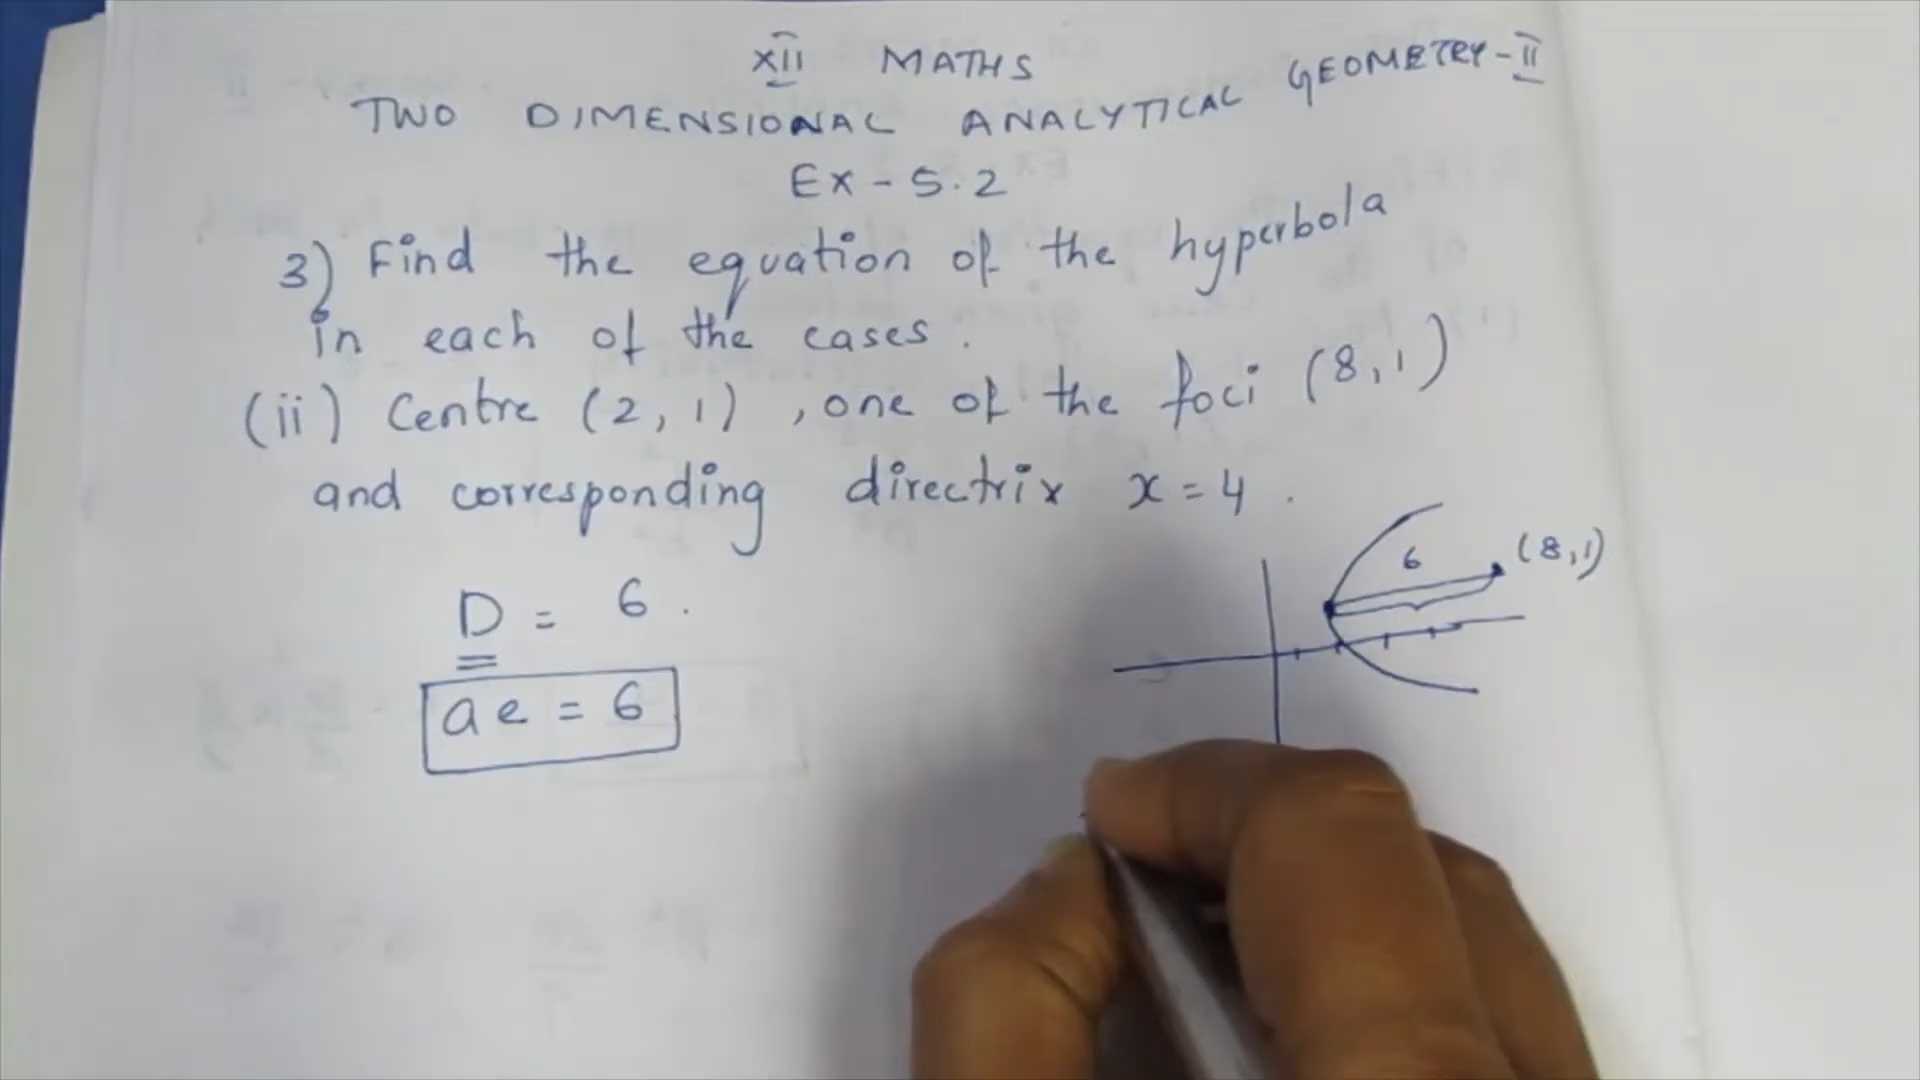 XII MATHS
TWO DIMENSIONAL ANALYTICAL GEOMETRY-II
Ex - 5.2
3) Find the equation of the hyperbola
in each of the cases.
(ii) Centre (2,1), one of the foci (8,1)
and corresponding directrix x = 4.
D = 6.
ae = 6
6 (8,1)